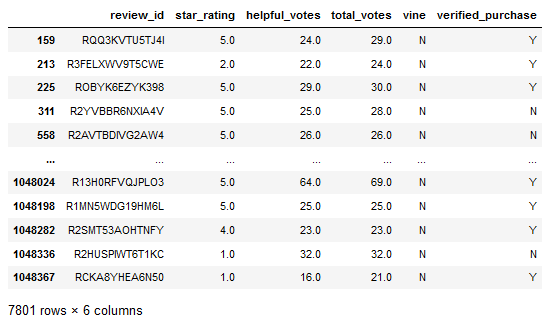 review_id star_rating helpful_votes total_votes vine verified_purchase
159 RQQ3KVTU5TJ4I 5.0 24.0 29.0 N Y
213 R3FELXWV9T5CWE 2.0 22.0 24.0 N Y
225 ROBYK6EZYK398 5.0 29.0 30.0 N Y
311 R2YVBBR6NXIA4V 5.0 25.0 28.0 N N
558 R2AVTBDIVG2AW4 5.0 26.0 26.0 N N
... ... ... ... ... ... ...
1048024 R13H0RFVQJPLO3 5.0 64.0 69.0 N Y
1048198 R1MN5WDG19HM6L 5.0 25.0 25.0 N Y
1048282 R2SMT53AOHTNFY 4.0 23.0 23.0 N Y
1048336 R2HUSPIWT6T1KC 1.0 32.0 32.0 N N
1048367 RCKA8YHEA6N50 1.0 16.0 21.0 N Y
7801 rows × 6 columns